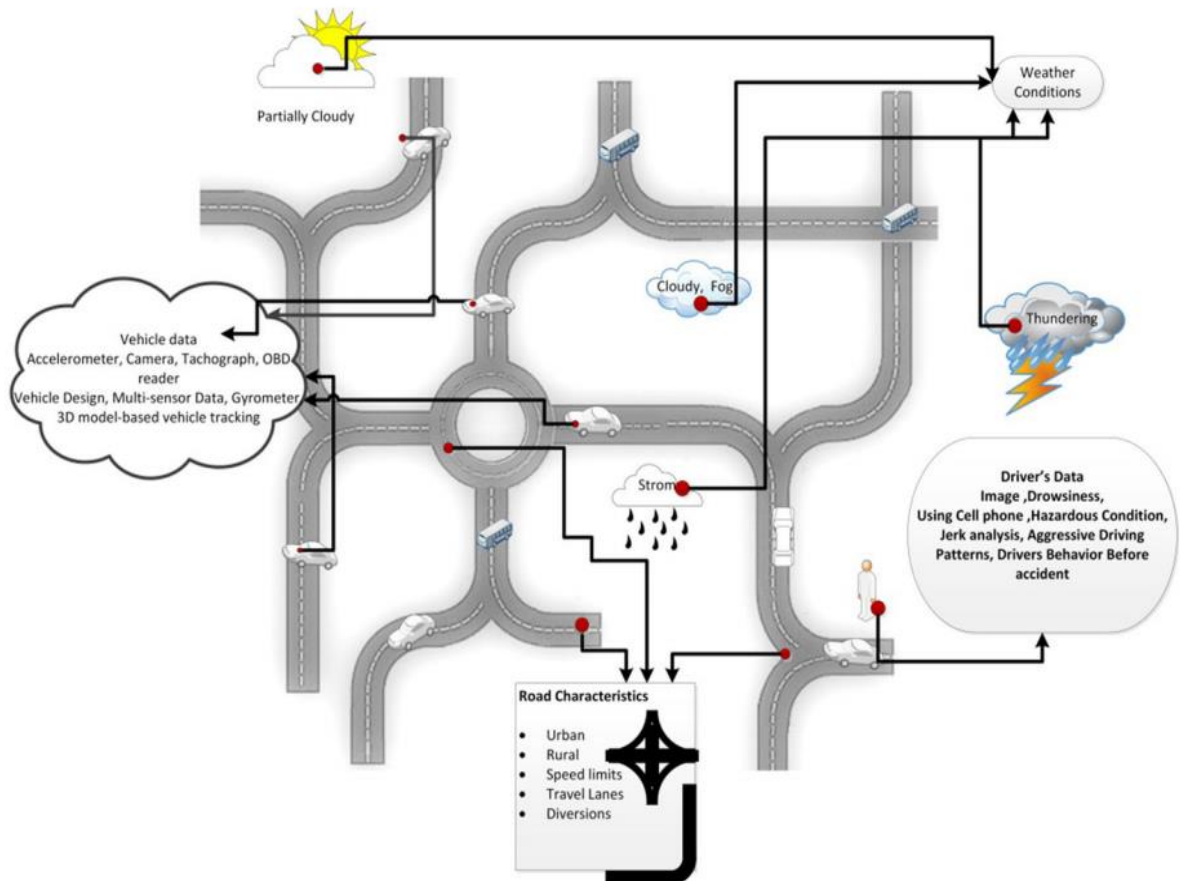 Partially Cloudy
Weather
Conditions
Cloudy, Fog
Thundering
Vehicle data
Accelerometer, Camera, Tachograph, OBD
reader
Vehicle Design, Multi-sensor Data, Gyrometer
3D model-based vehicle tracking
Strom
Driver's Data
Image ,Drowsiness,
Using Cell phone ,Hazardous Condition,
Jerk analysis, Aggressive Driving
Patterns, Drivers Behavior Before
accident
Road Characteristics
• Urban
• Rural
• Speed limits
• Travel Lanes
• Diversions